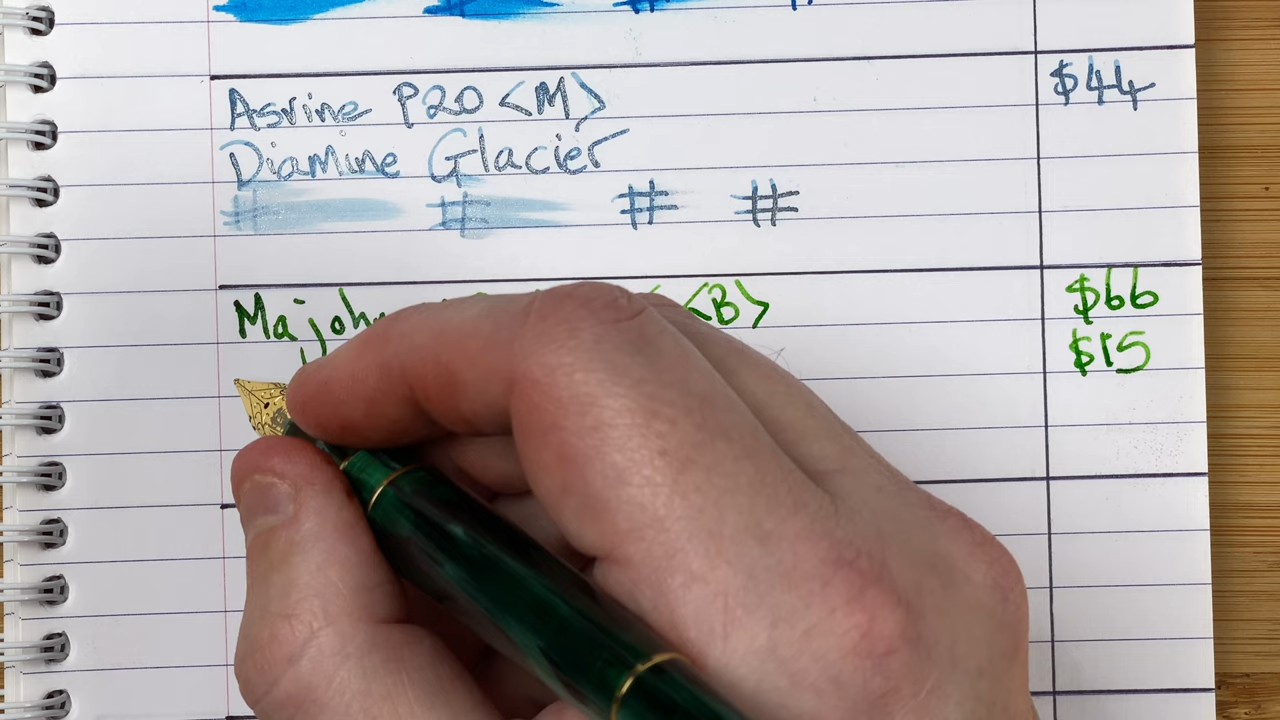 Asvine P20 <M> $44
Diamine Glacier
# # # #
Majoh <B> $66
$15